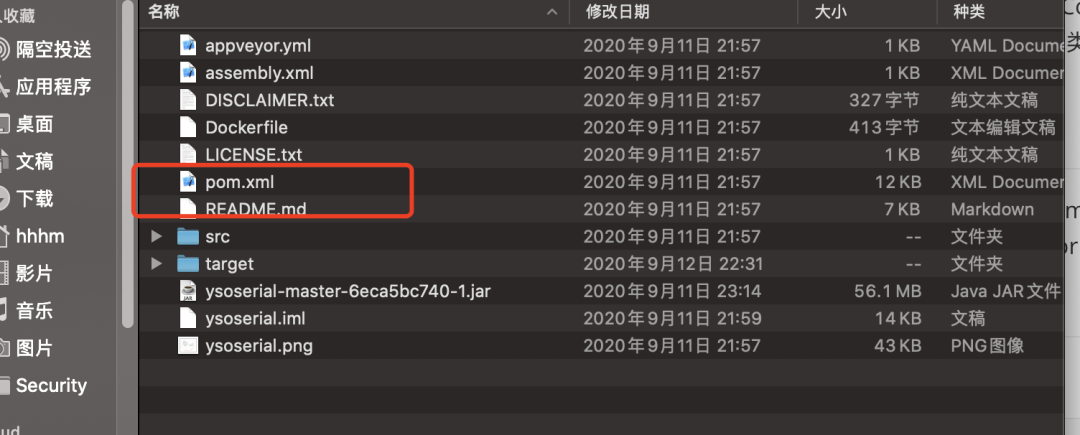 收藏
隔空投送
应用程序
桌面
文稿
下载
hhhm
影片
音乐
图片
Security
名称 修改日期 大小 种类
appveyor.yml 2020年9月11日 21:57 1 KB YAML Docume
assembly.xml 2020年9月11日 21:57 1 KB XML Documen
DISCLAIMER.txt 2020年9月11日 21:57 327字节 纯文本文稿
Dockerfile 2020年9月11日 21:57 413字节 文本编辑文稿
LICENSE.txt 2020年9月11日 21:57 1 KB 纯文本文稿
pom.xml 2020年9月11日 21:57 12 KB XML Documen
README.md 2020年9月11日 21:57 7 KB Markdown
src 2020年9月11日 21:57 -- 文件夹
target 2020年9月12日 22:31 -- 文件夹
JAR ysoserial-master-6eca5bc740-1.jar 2020年9月11日 23:14 56.1 MB Java JAR文件
ysoserial.iml 2020年9月11日 21:59 14 KB 文稿
ysoserial.png 2020年9月11日 21:57 43 KB PNG图像